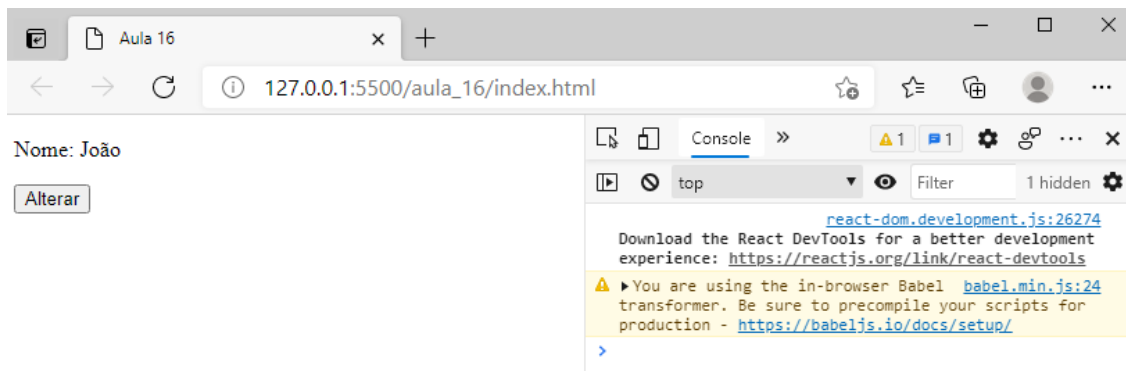 Aula 16
127.0.0.1:5500/aula_16/index.html
Nome: João
Alterar
Console
1
1
top
Filter
1 hidden
react-dom.development.js:26274
Download the React DevTools for a better development
experience: https://reactjs.org/link/react-devtools
You are using the in-browser Babel babel.min.js:24
transformer. Be sure to precompile your scripts for
production - https://babeljs.io/docs/setup/